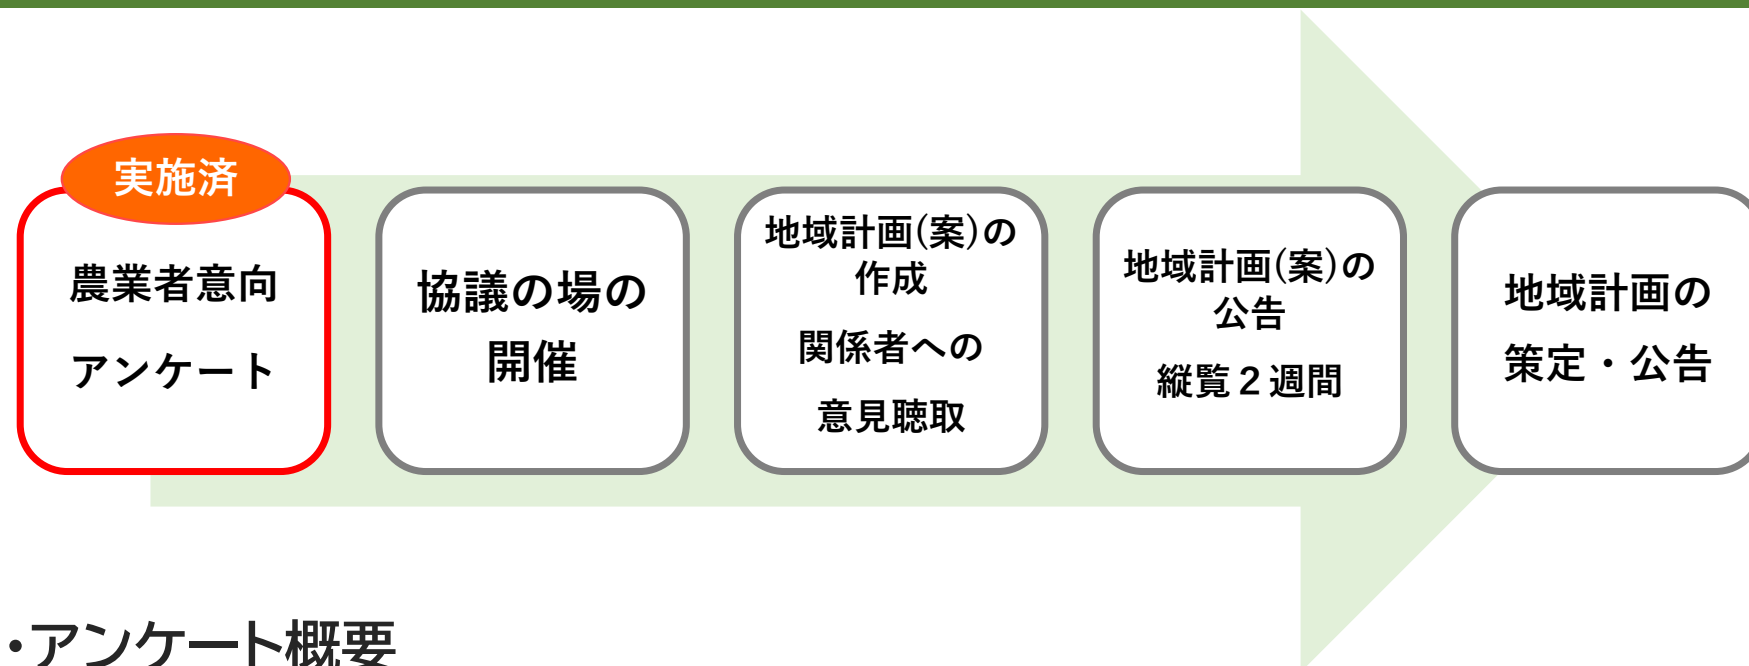 実施済
農業者意向
アンケート
協議の場の
開催
地域計画(案)の
作成
関係者への
意見聴取
地域計画(案)の
公告
縦覧２週間
地域計画の
策定・公告
・アンケート概要